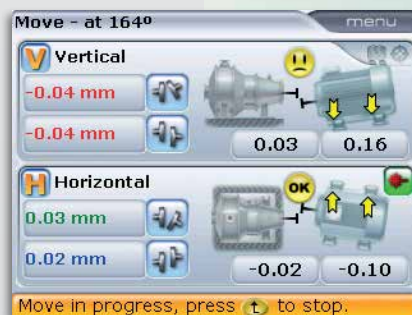 Move - at 164º
menu
V Vertical
-0.04 mm
-0.04 mm
0.03 0.16
H Horizontal
OK
0.03 mm
0.02 mm
-0.02 -0.10
Move in progress, press to stop.